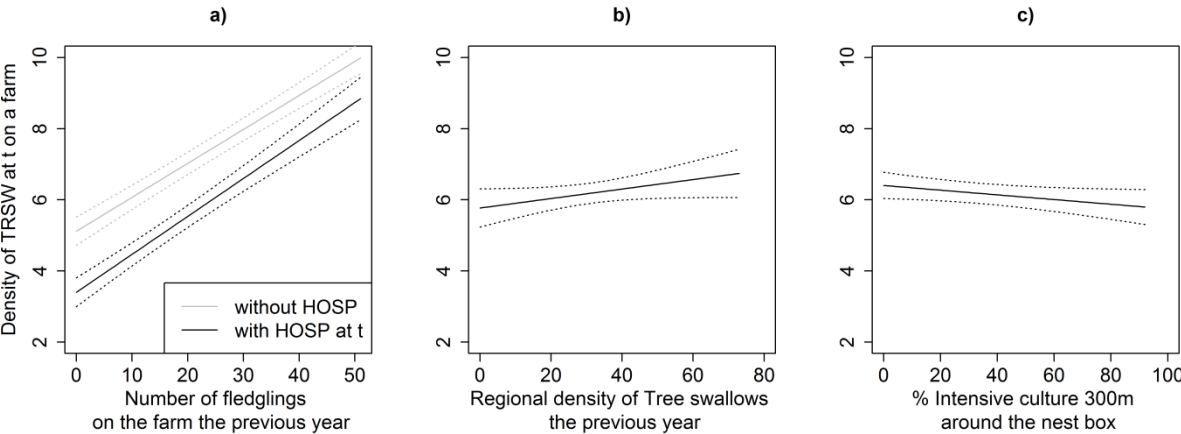 a)
Density of TRSW at t on a farm
2 4 6 8 10
without HOSP
with HOSP at t
0 10 20 30 40 50
Number of fledglings
on the farm the previous year
b)
2 4 6 8 10
0 20 40 60 80
Regional density of Tree swallows
the previous year
c)
2 4 6 8 10
0 20 40 60 80 100
% Intensive culture 300m
around the nest box